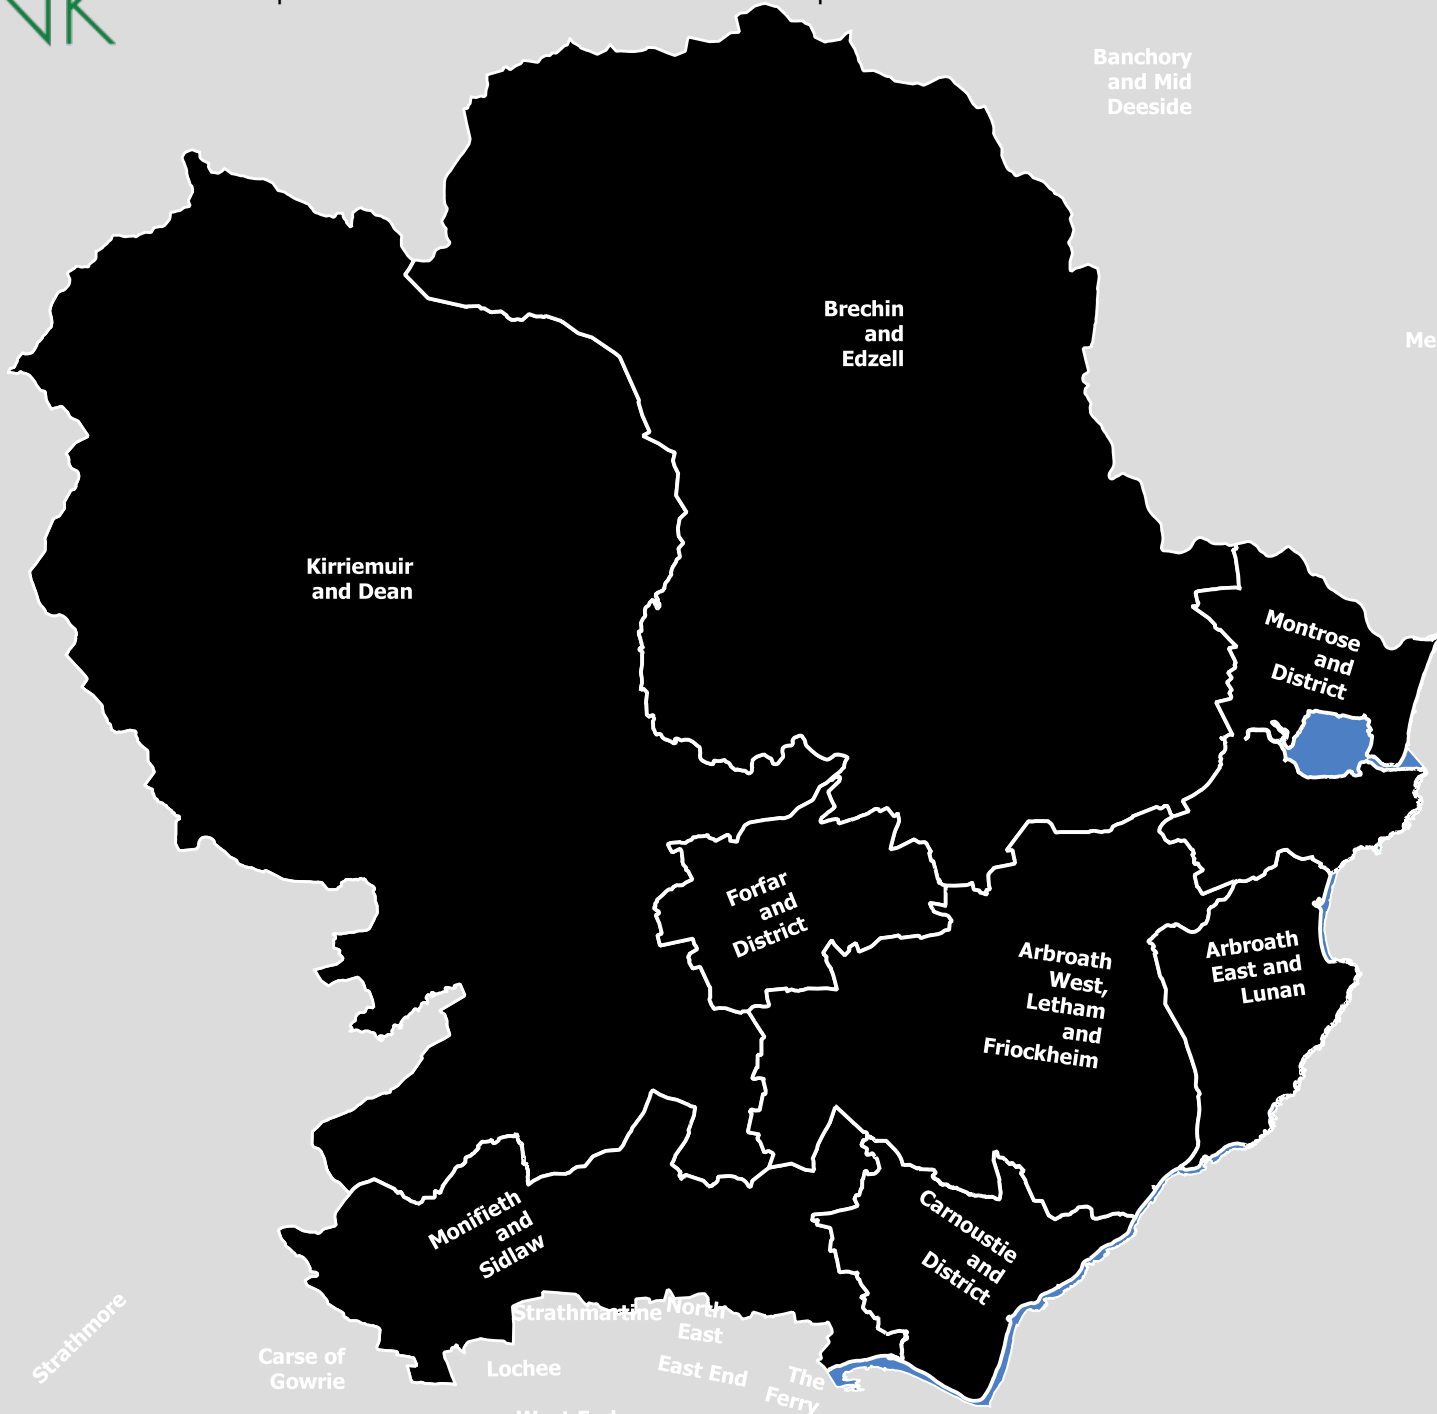 Banchory
and Mid
Deeside
Brechin
and
Edzell
Me
Kirriemuir
and Dean
Montrose
and
District
Forfar
and
District
Arbroath
West,
Letham
and
Friockheim
Arbroath
East and
Lunan
Monifieth
and
Sidlaw
Carnoustie
and
District
Strathmore
Carse of
Gowrie
Strathmartine
Lochee
North
East
East End
The
Ferry